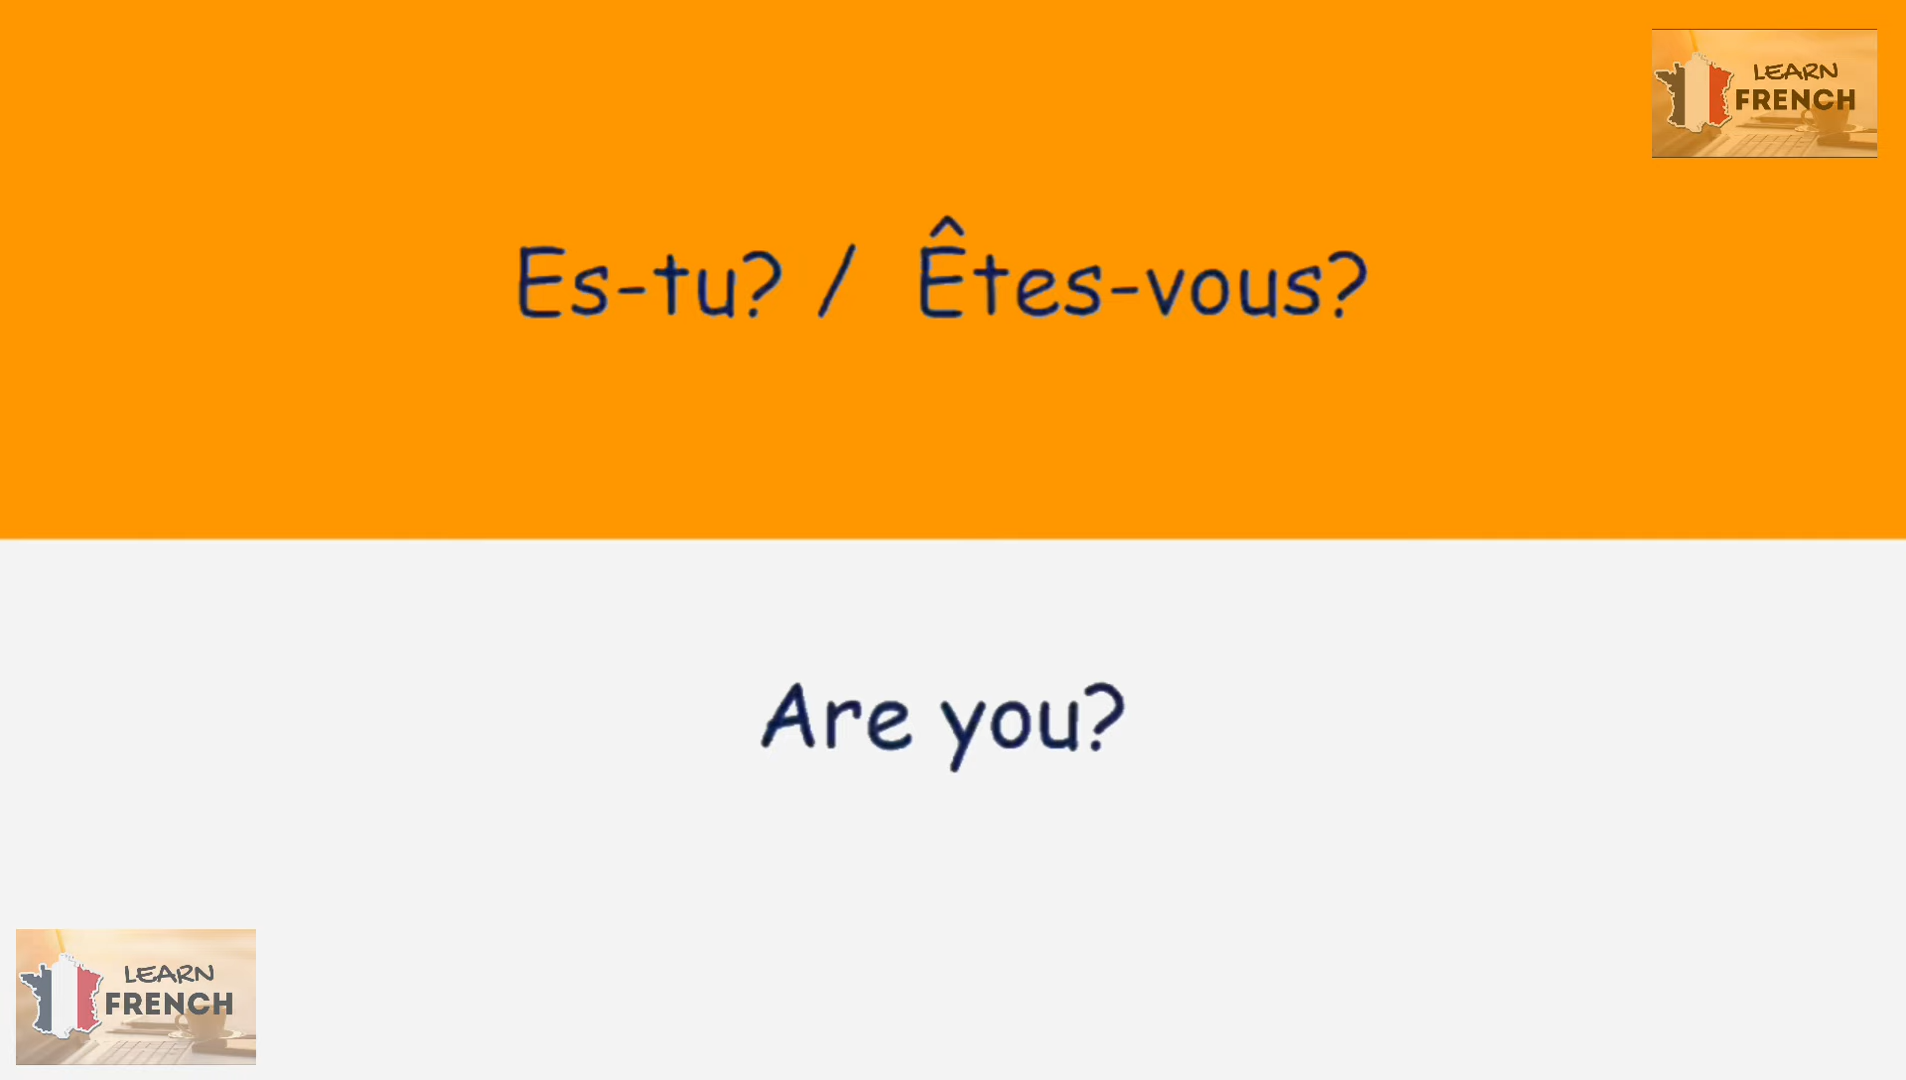 LEARN
FRENCH
Es-tu? / Êtes-vous?
Are you?
LEARN
FRENCH